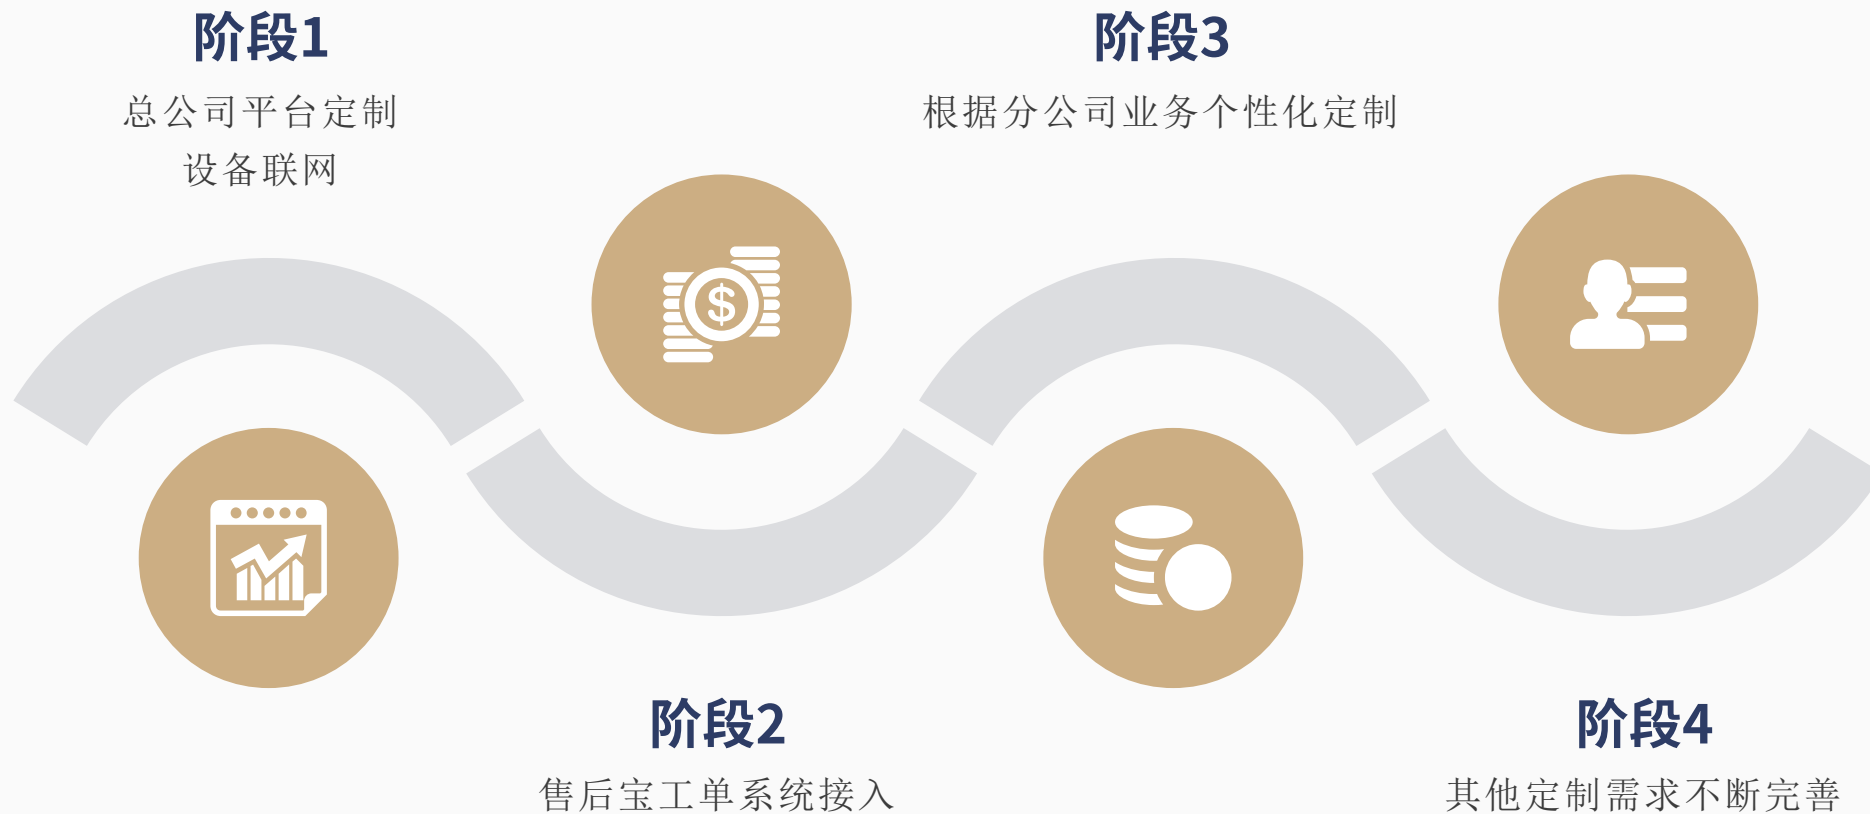 阶段1
总公司平台定制
设备联网
阶段2
售后宝工单系统接入
阶段3
根据分公司业务个性化定制
阶段4
其他定制需求不断完善